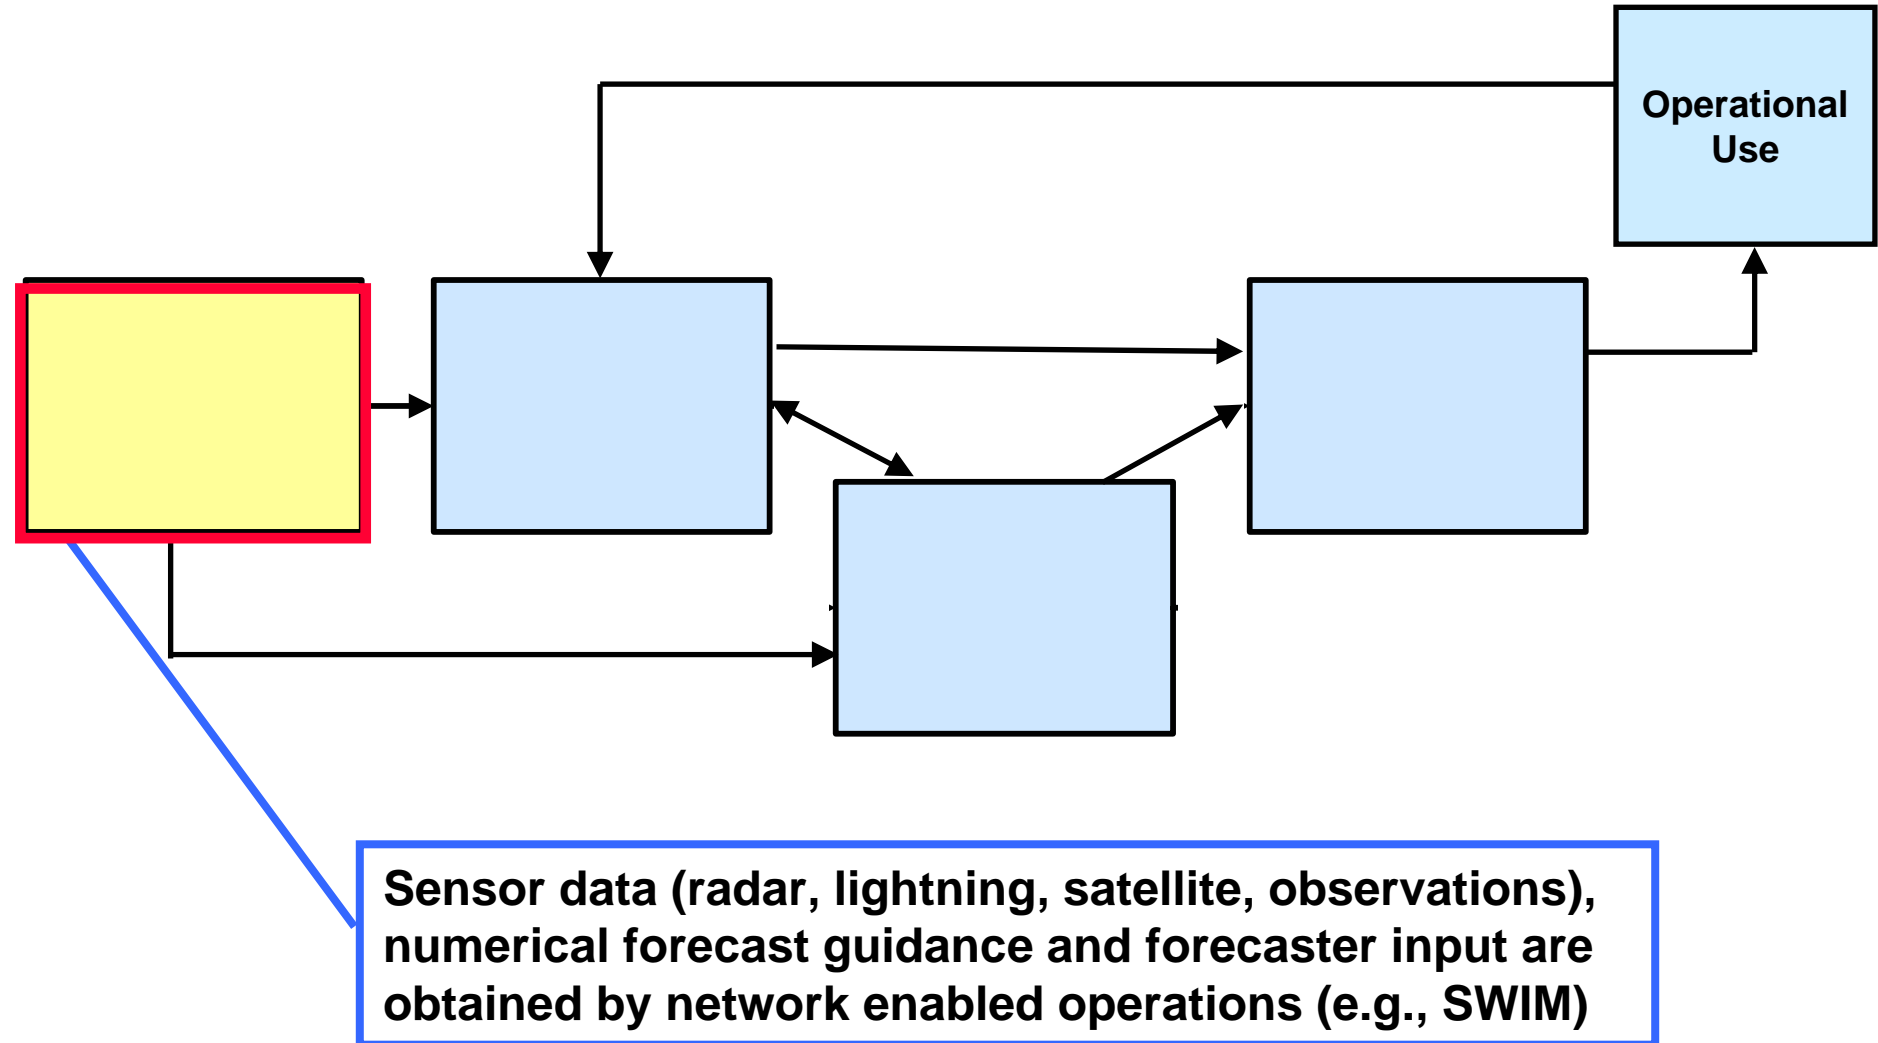 Operational
Use
Sensor data (radar, lightning, satellite, observations),
numerical forecast guidance and forecaster input are
obtained by network enabled operations (e.g., SWIM)